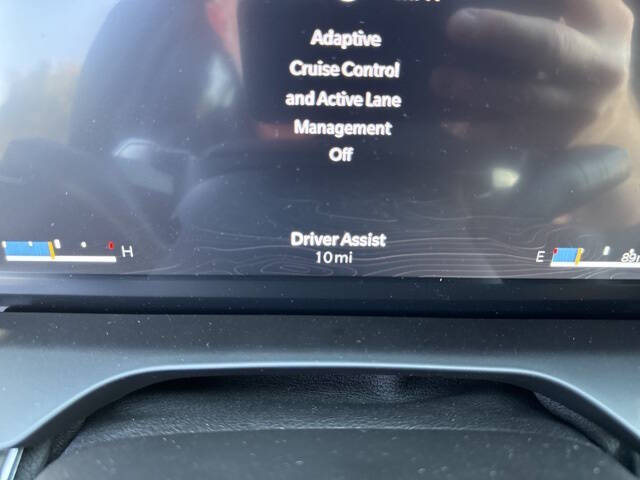 Adaptive
Cruise Control
and Active Lane
Management
Off
Driver Assist
10mi
H
E